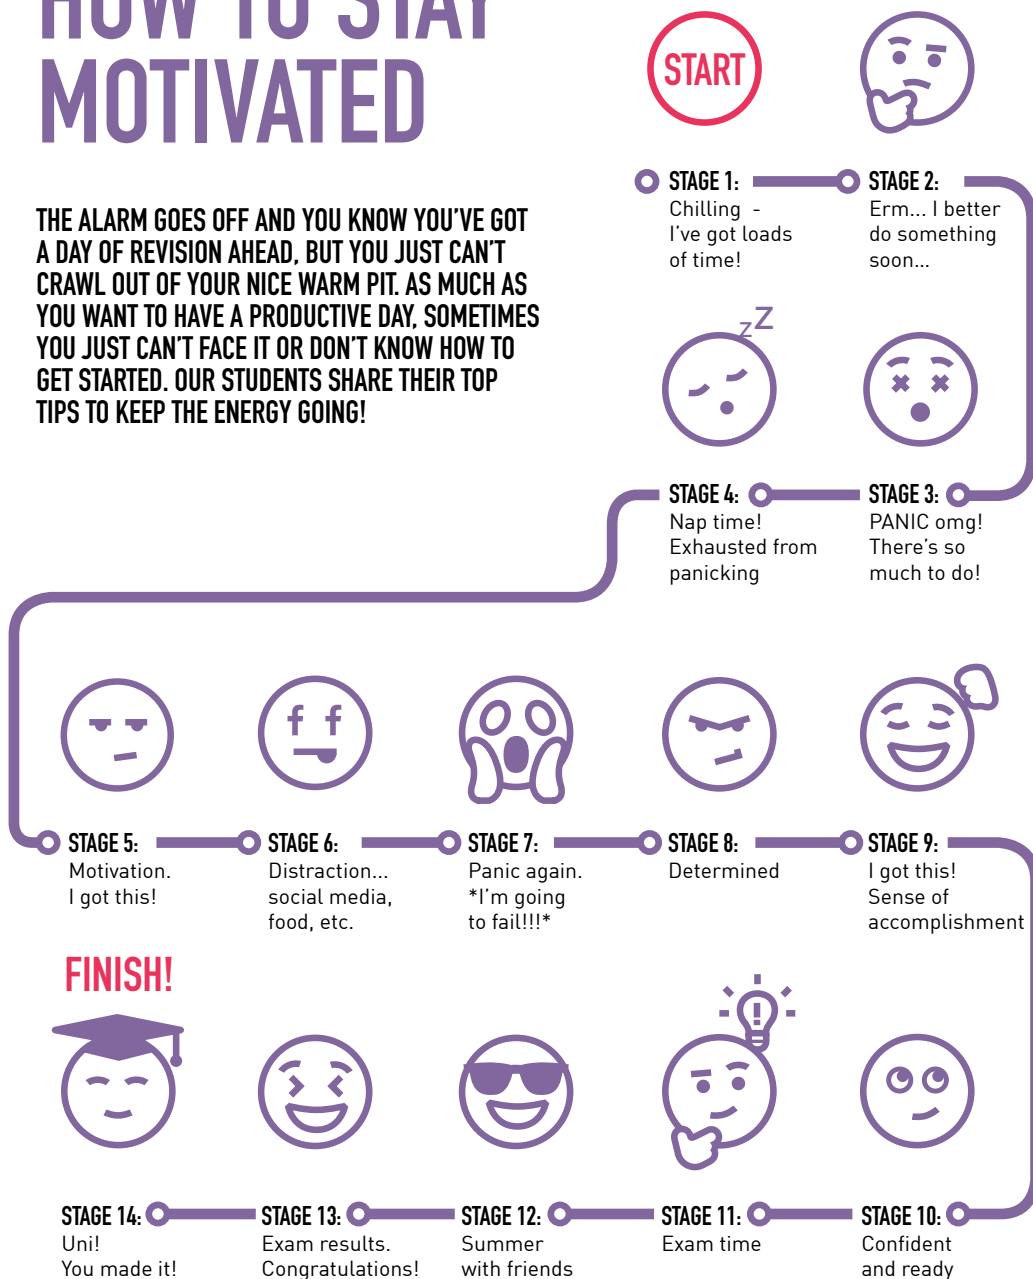 HOW TO STAY
MOTIVATED
THE ALARM GOES OFF AND YOU KNOW YOU'VE GOT
A DAY OF REVISION AHEAD, BUT YOU JUST CAN'T
CRAWL OUT OF YOUR NICE WARM PIT. AS MUCH AS
YOU WANT TO HAVE A PRODUCTIVE DAY, SOMETIMES
YOU JUST CAN'T FACE IT OR DON'T KNOW HOW TO
GET STARTED. OUR STUDENTS SHARE THEIR TOP
TIPS TO KEEP THE ENERGY GOING!
START
STAGE 1:
Chilling -
I've got loads
of time!
STAGE 2:
Erm... I better
do something
soon...
zZ
STAGE 3:
PANIC omg!
There's so
much to do!
STAGE 4:
Nap time!
Exhausted from
panicking
STAGE 5:
Motivation.
I got this!
f f
STAGE 6:
Distraction...
social media,
food, etc.
STAGE 7:
Panic again.
*I'm going
to fail!!!*
STAGE 8:
Determined
STAGE 9:
I got this!
Sense of
accomplishment
STAGE 10:
Confident
and ready
!
STAGE 11:
Exam time
STAGE 12:
Summer
with friends
STAGE 13:
Exam results.
Congratulations!
FINISH!
STAGE 14:
Uni!
You made it!